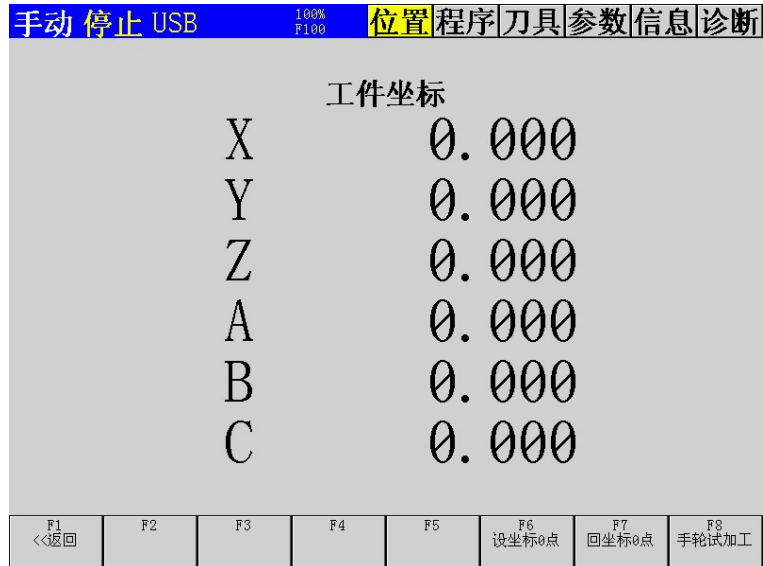 手动 停止 USB 100% F100 位置 程序 刀具 参数 信息 诊断
工件坐标
X 0.000
Y 0.000
Z 0.000
A 0.000
B 0.000
C 0.000
F1 F2 F3 F4 F5 F6 F7 F8
<<返回 设坐标0点 回坐标0点 手轮试加工